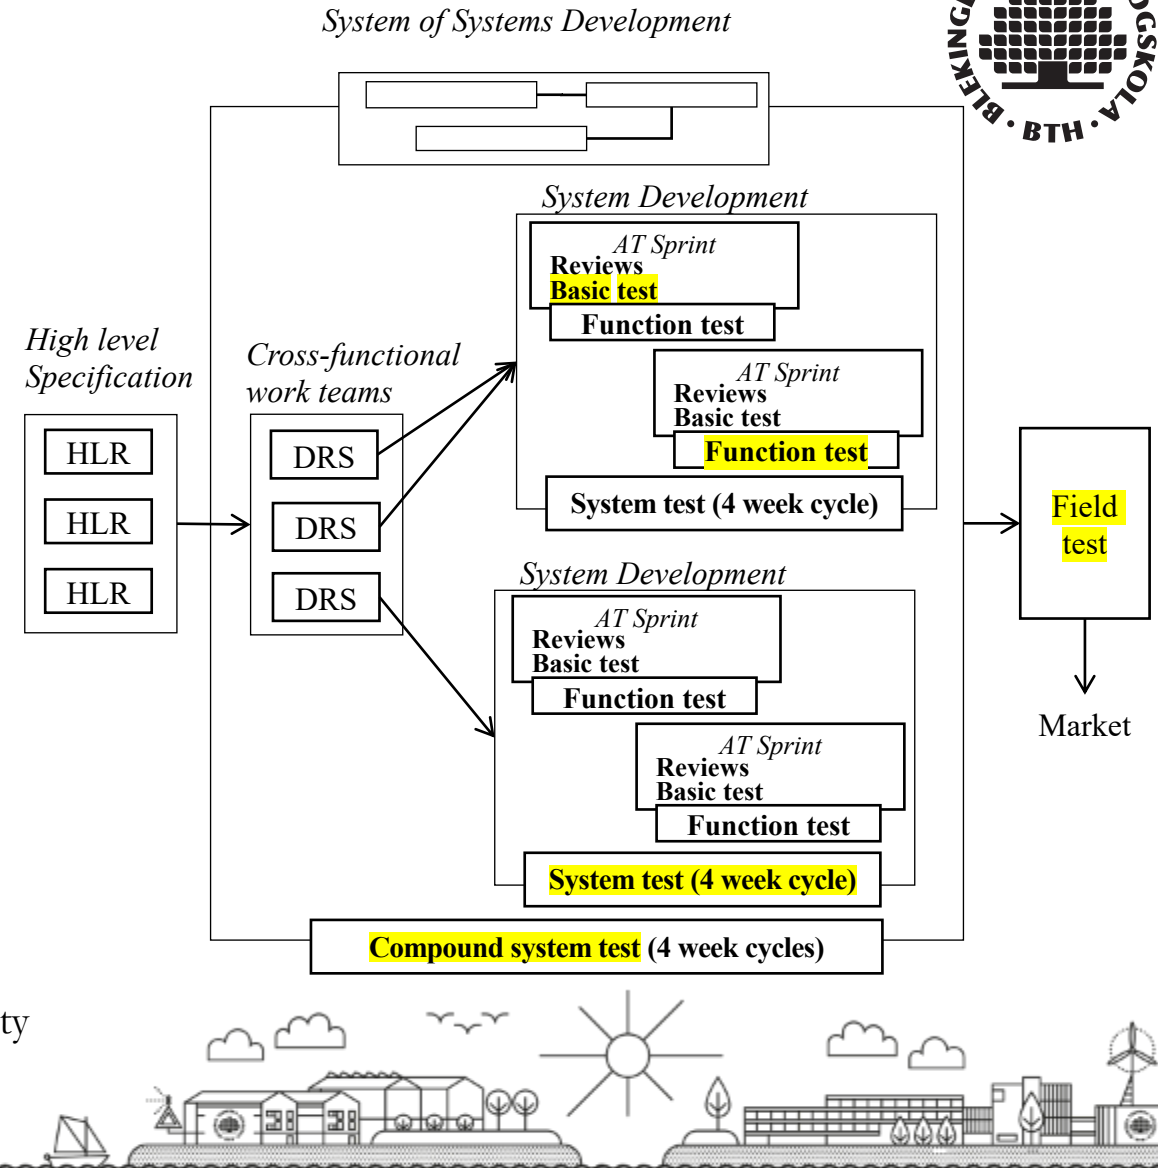 System of Systems Development
BLEKINGE
OGSKOLA
· BTH ·
System Development
AT Sprint
Reviews
Basic test
Function test
AT Sprint
Reviews
Basic test
Function test
System test (4 week cycle)
High level
Specification
HLR
HLR
HLR
Cross-functional
work teams
DRS
DRS
DRS
System Development
AT Sprint
Reviews
Basic test
Function test
AT Sprint
Reviews
Basic test
Function test
System test (4 week cycle)
Compound system test (4 week cycles)
Field
test
Market
ty